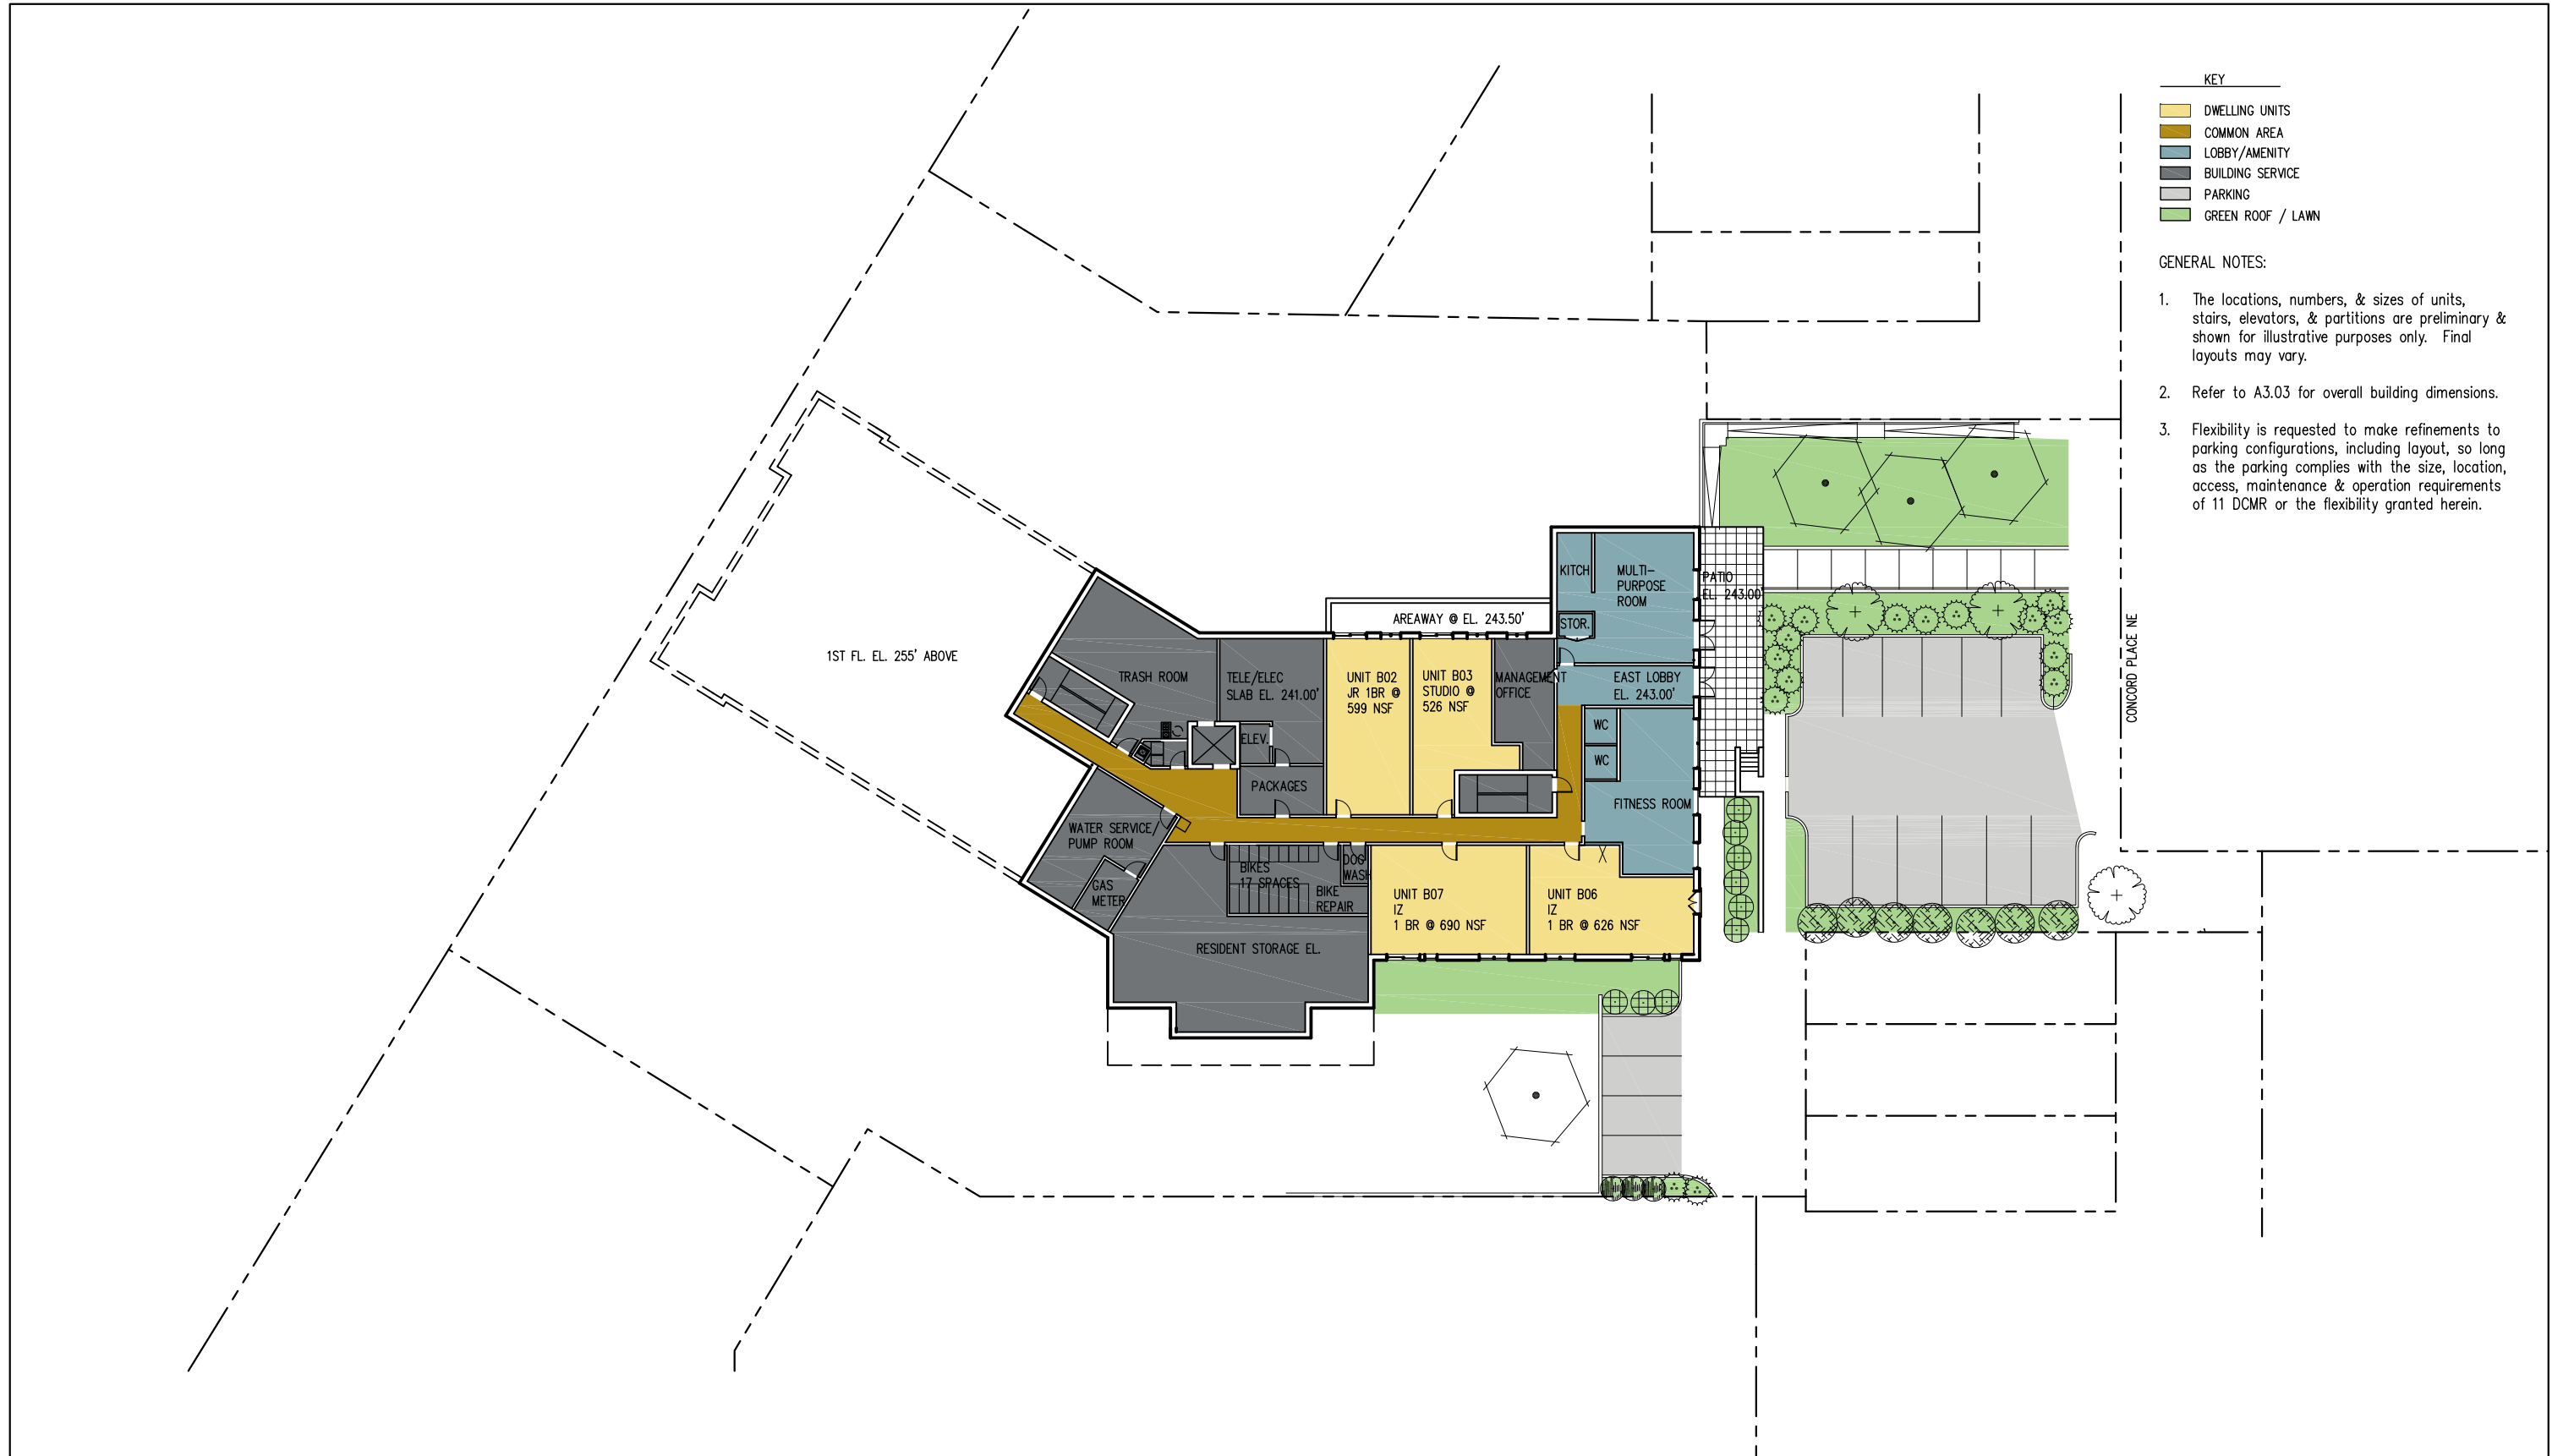 KEY
DWELLING UNITS
COMMON AREA
LOBBY/AMENITY
BUILDING SERVICE
PARKING
GREEN ROOF / LAWN
GENERAL NOTES:
1. The locations, numbers, & sizes of units,
stairs, elevators, & partitions are preliminary &
shown for illustrative purposes only. Final
layouts may vary.
2. Refer to A3.03 for overall building dimensions.
3. Flexibility is requested to make refinements to
parking configurations, including layout, so long
as the parking complies with the size, location,
access, maintenance & operation requirements
of 11 DCMR or the flexibility granted herein.
KITCH
MULTI-
PURPOSE
ROOM
PATIO
EL. 243.00'
STOR.
AREAWAY @ EL. 243.50'
CONCORD PLACE NE
1ST FL. EL. 255' ABOVE
TRASH ROOM
TELE/ELEC
SLAB EL. 241.00'
UNIT B02
JR 1BR @
599 NSF
UNIT B03
STUDIO @
526 NSF
MANAGEMENT
OFFICE
EAST LOBBY
EL. 243.00'
WC
WC
ELEV.
PACKAGES
FITNESS ROOM
WATER SERVICE/
PUMP ROOM
GAS
METER
BIKES
17 SPACES
DOG
WASH
BIKE
REPAIR
UNIT B07
IZ
1 BR @ 690 NSF
UNIT B06
IZ
1 BR @ 626 NSF
RESIDENT STORAGE EL.